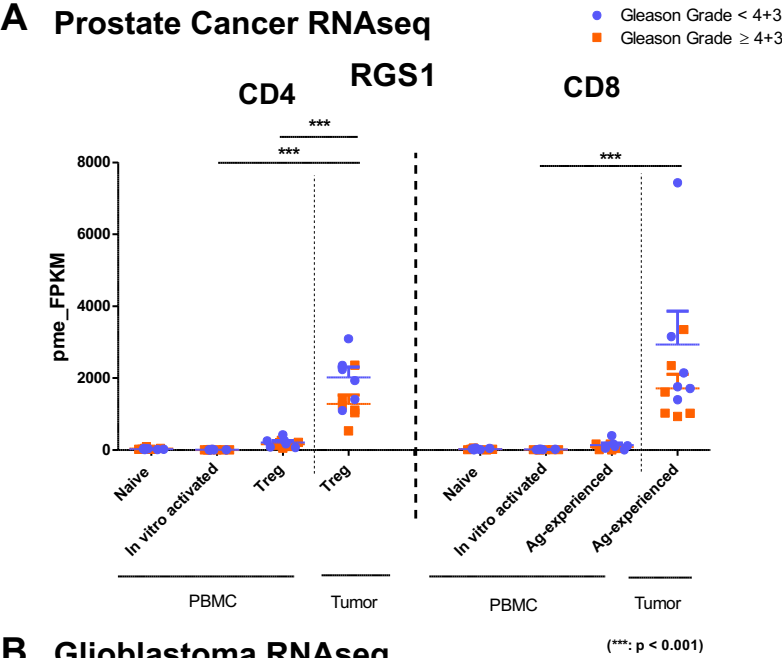 A Prostate Cancer RNAseq
Gleason Grade < 4+3
Gleason Grade ≥ 4+3
RGS1
CD4
CD8
***
***
***
pme_FPKM
8000
6000
4000
2000
0
Naive
In vitro activated
Treg
Treg
Naive
In vitro activated
Ag-experienced
Ag-experienced
PBMC
Tumor
PBMC
Tumor
(***: p < 0.001)
B Glioblastoma RNAseq